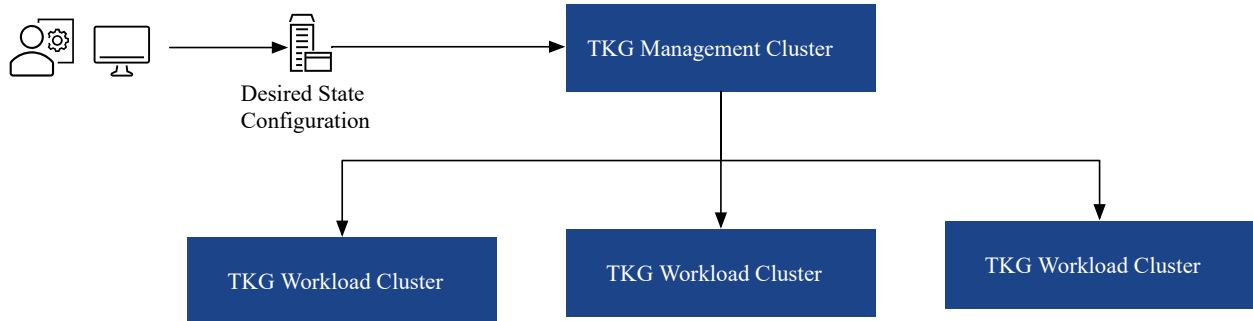 TKG Management Cluster
Desired State
Configuration
TKG Workload Cluster
TKG Workload Cluster
TKG Workload Cluster